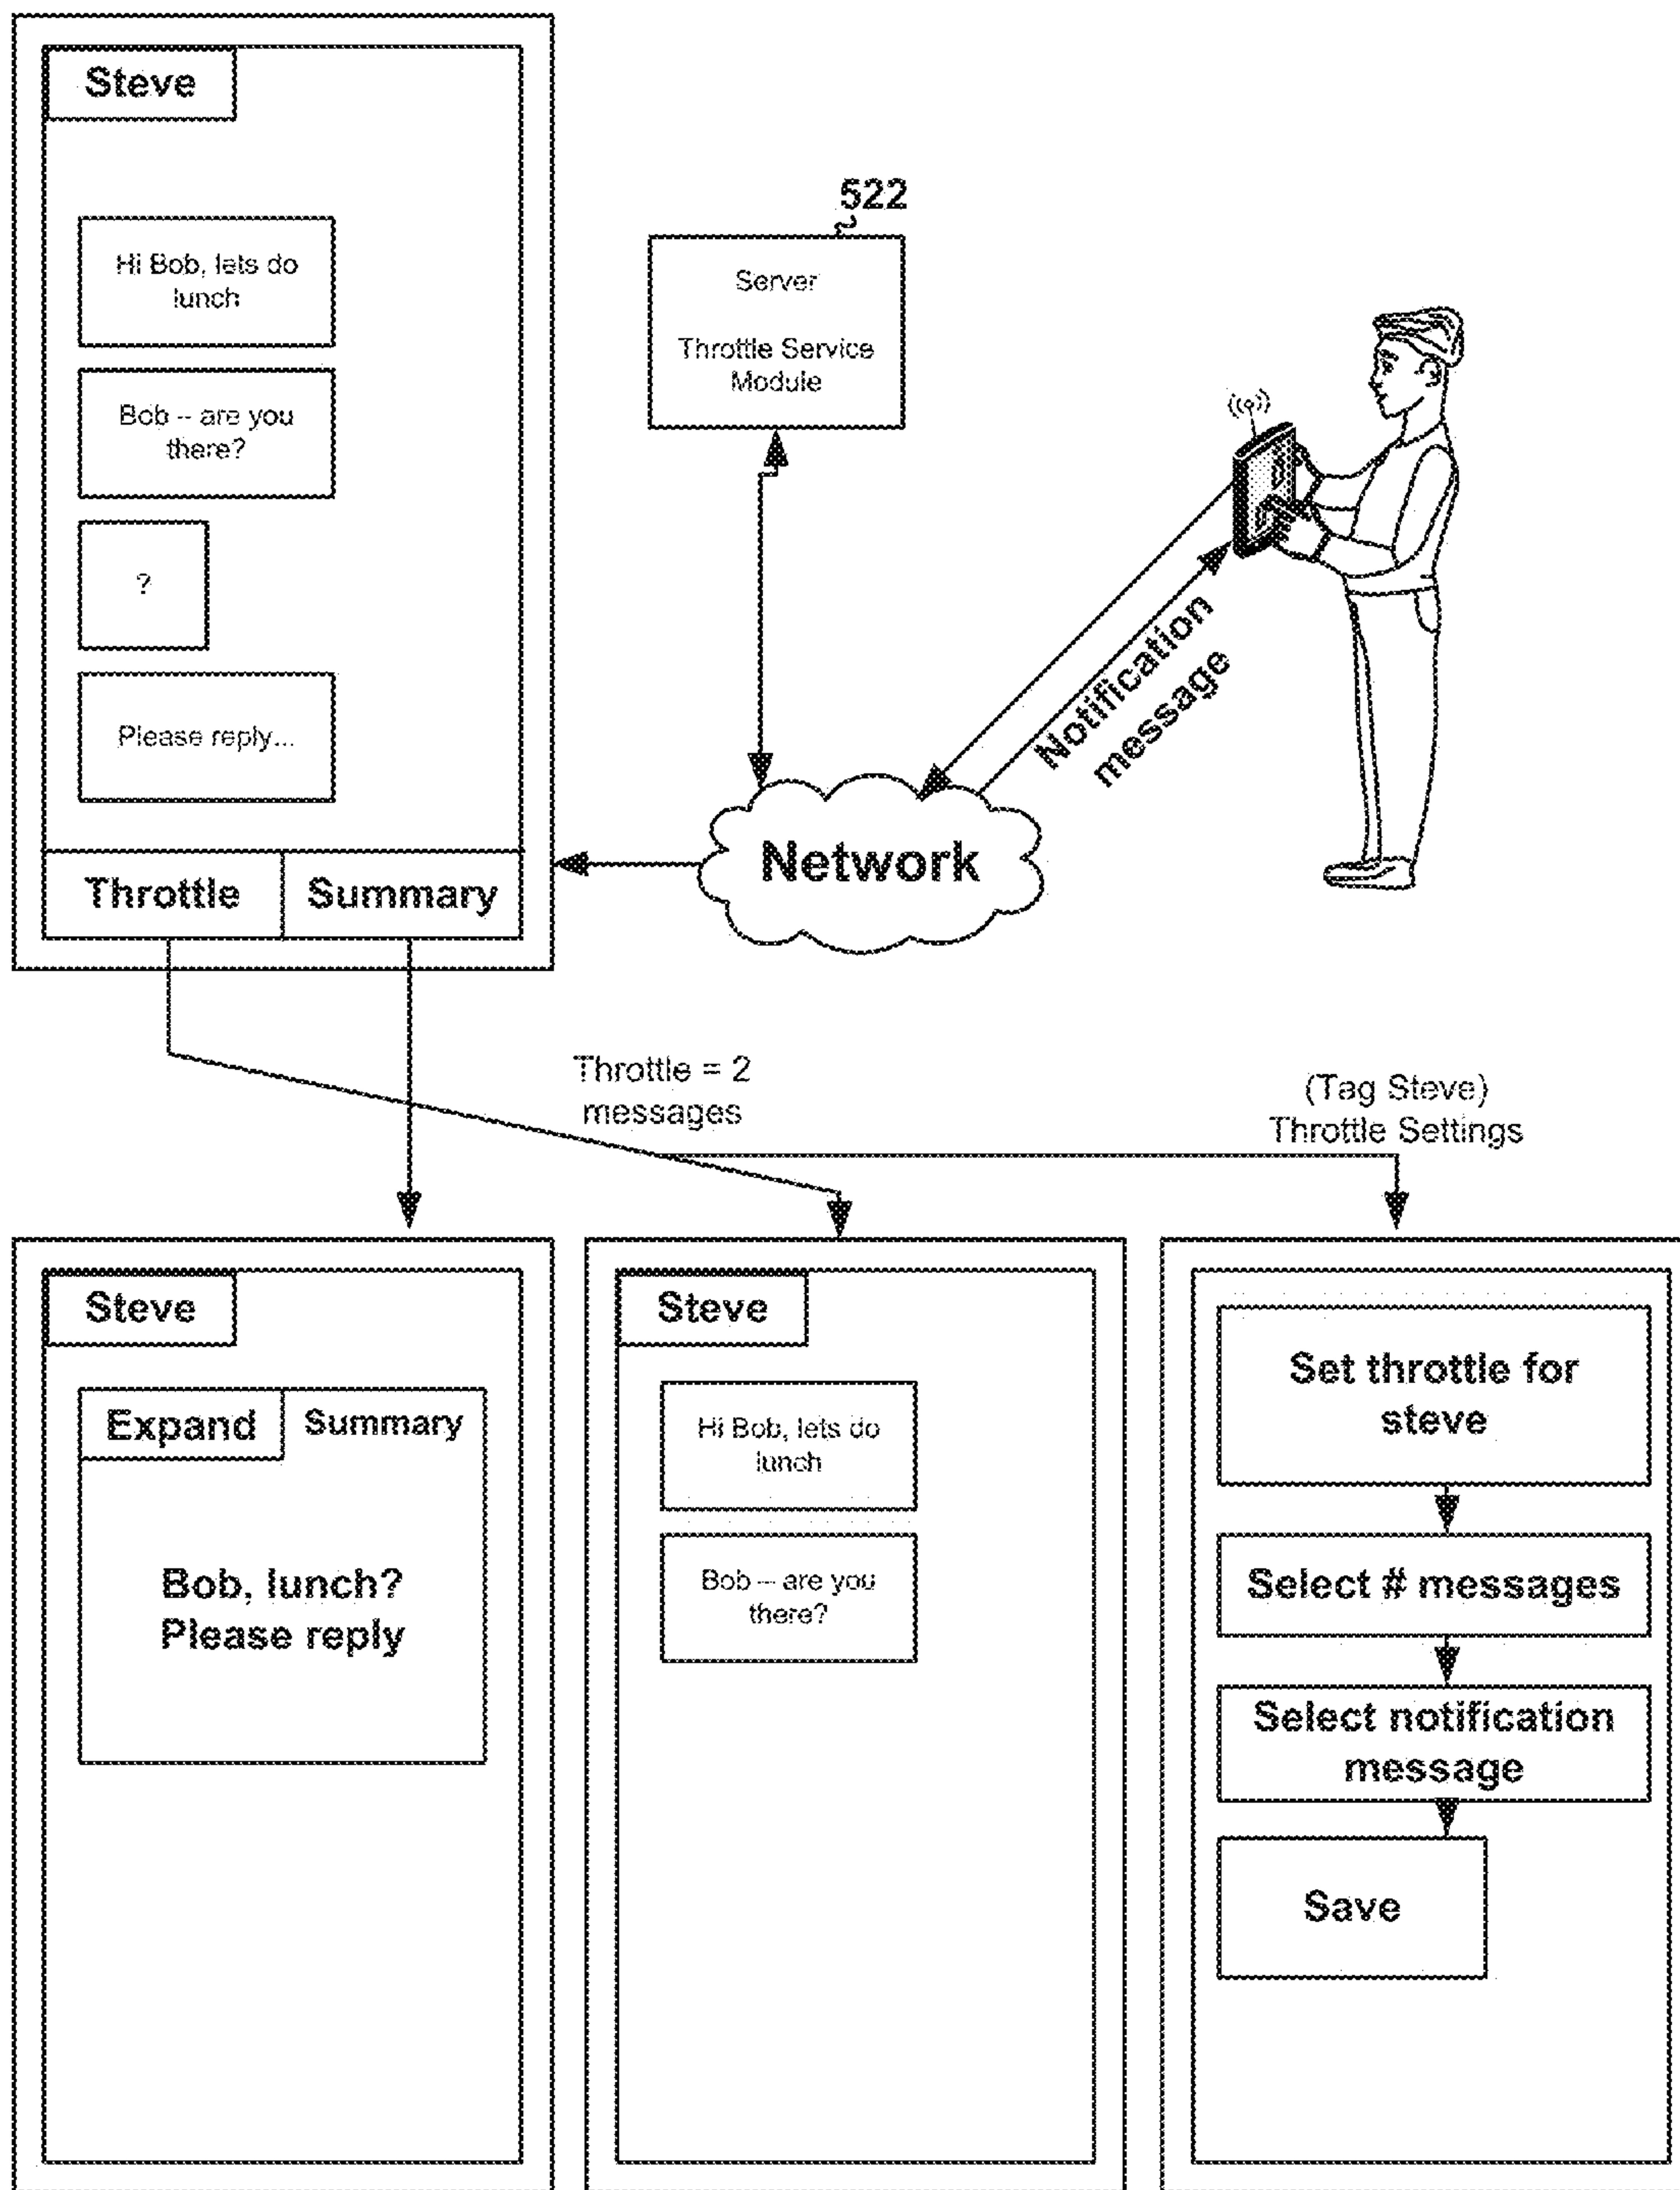 Steve
Hi Bob, lets do
lunch
Bob -- are you
there?
?
Please reply...
Throttle
Summary
522
Server
Throttle Service
Module
Notification
message
Network
Throttle = 2
messages
(Tag Steve)
Throttle Settings
Steve
Expand
Summary
Bob, lunch?
Please reply
Steve
Hi Bob, lets do
lunch
Bob -- are you
there?
Set throttle for
steve
Select # messages
Select notification
message
Save